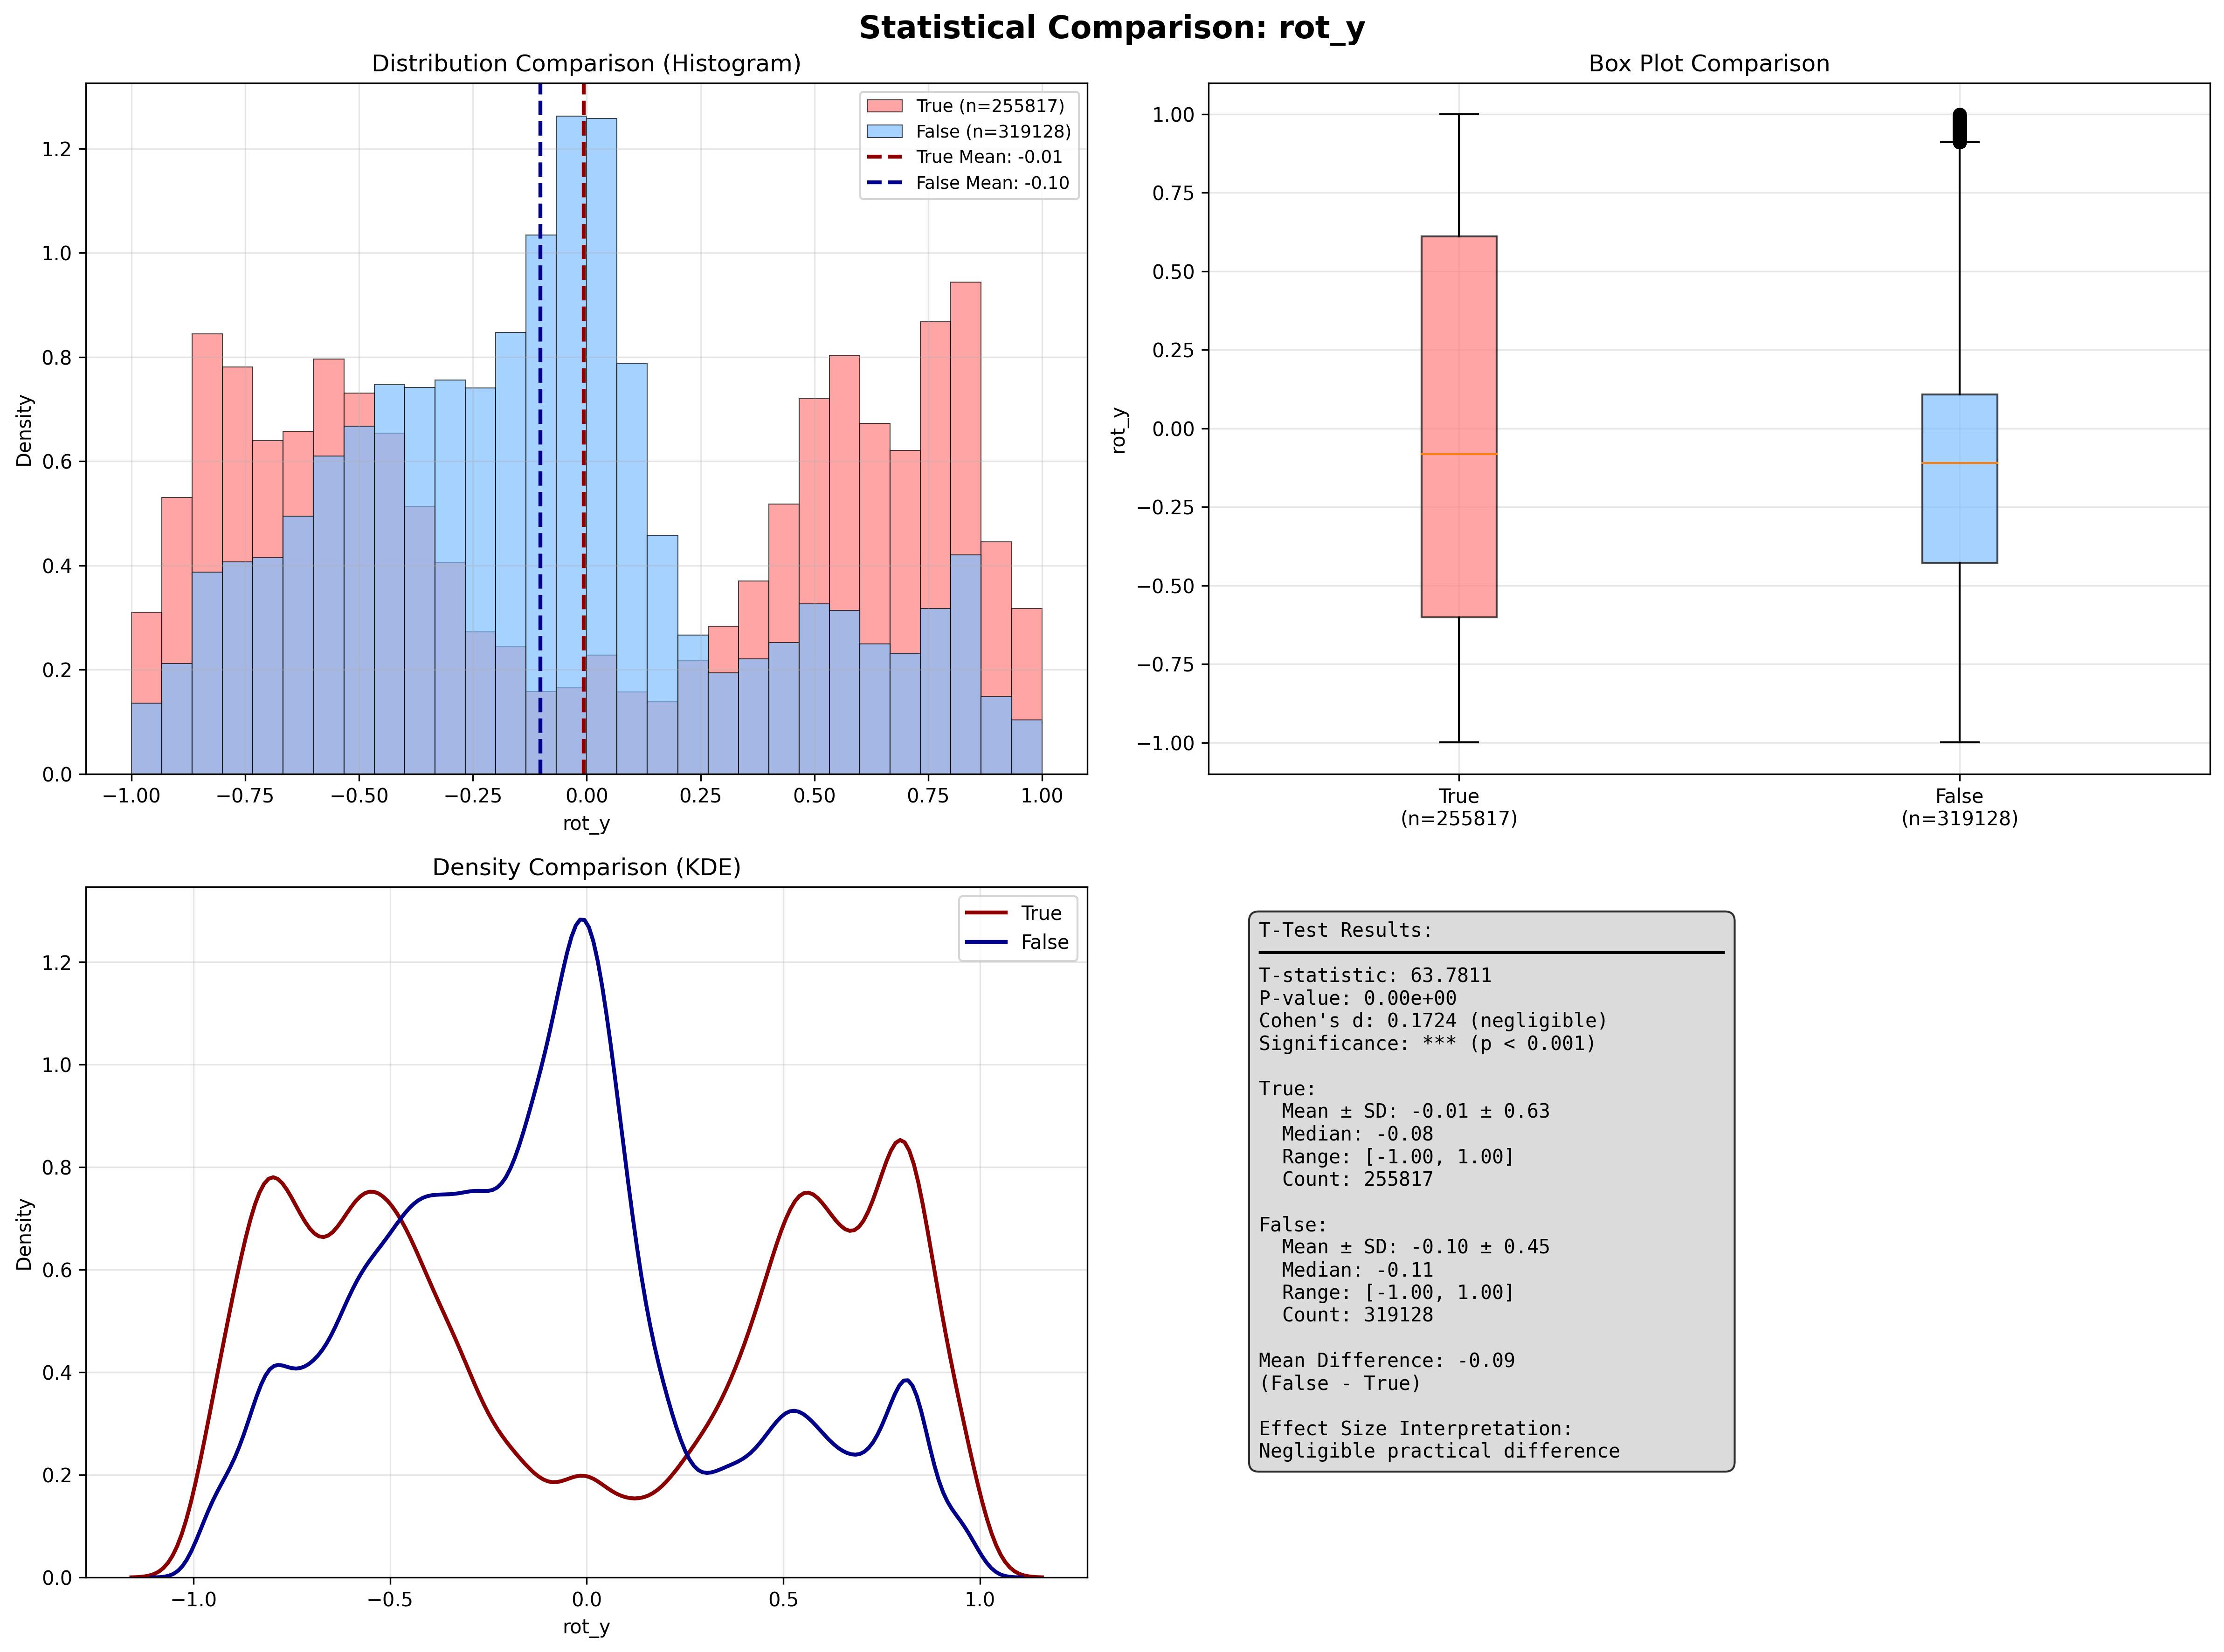 Statistical Comparison: rot_y
Distribution Comparison (Histogram)
Density
1.2
1.0
0.8
0.6
0.4
0.2
0.0
True (n=255817)
False (n=319128)
True Mean: -0.01
False Mean: -0.10
−1.00 −0.75 −0.50 −0.25 0.00 0.25 0.50 0.75 1.00
rot_y
Box Plot Comparison
rot_y
1.00
0.75
0.50
0.25
0.00
−0.25
−0.50
−0.75
−1.00
True
(n=255817)
False
(n=319128)
Density Comparison (KDE)
Density
1.2
1.0
0.8
0.6
0.4
0.2
0.0
True
False
−1.0 −0.5 0.0 0.5 1.0
rot_y
T-Test Results:
T-statistic: 63.7811
P-value: 0.00e+00
Cohen's d: 0.1724 (negligible)
Significance: *** (p < 0.001)
True:
Mean ± SD: -0.01 ± 0.63
Median: -0.08
Range: [-1.00, 1.00]
Count: 255817
False:
Mean ± SD: -0.10 ± 0.45
Median: -0.11
Range: [-1.00, 1.00]
Count: 319128
Mean Difference: -0.09
(False - True)
Effect Size Interpretation:
Negligible practical difference